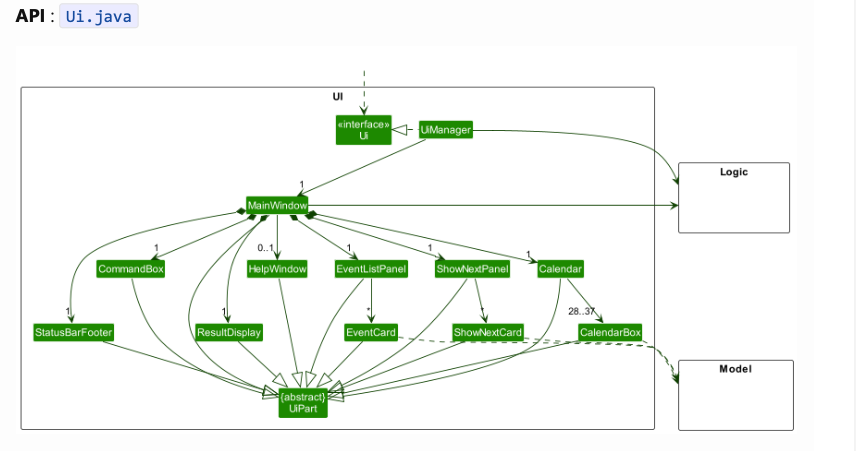 API : Ui.java
UI
«interface»
Ui
UiManager
Logic
1
MainWindow
1
0..1
1
1
1
CommandBox
HelpWindow
EventListPanel
ShowNextPanel
Calendar
1
1
*
*
28..37
StatusBarFooter
ResultDisplay
EventCard
ShowNextCard
CalendarBox
Model
{abstract}
UiPart